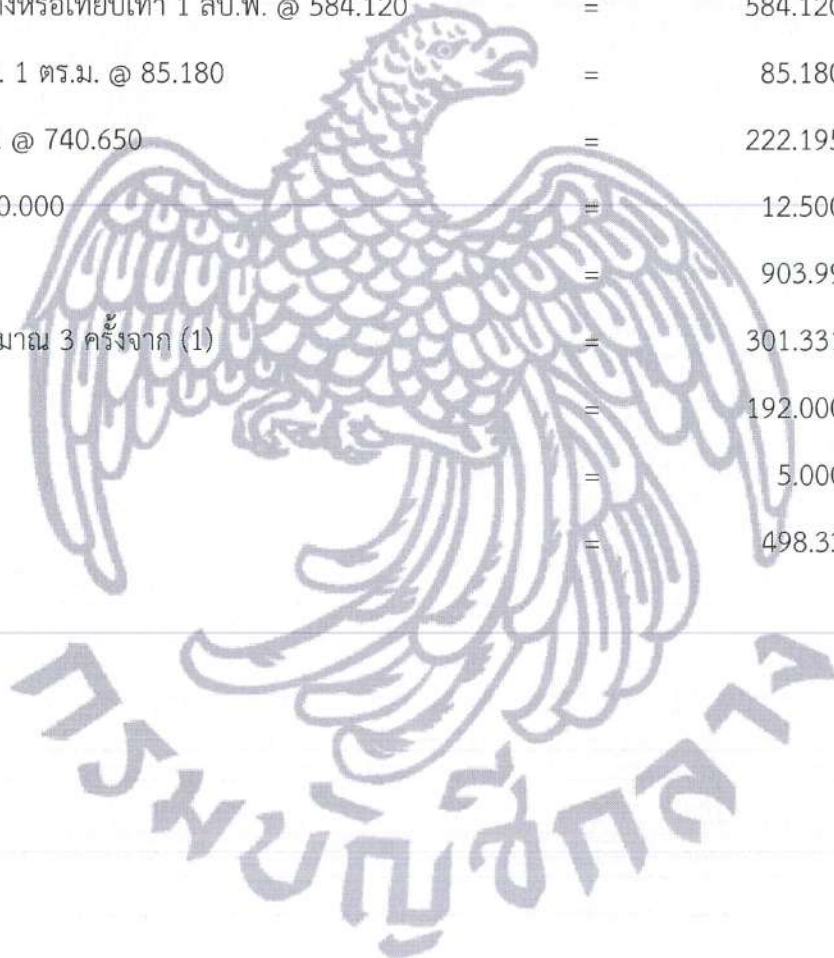 หรือเทียบเท่า 1 ลบ.ฟ. @ 584.120 = 584.120
1 ตร.ม. @ 85.180 = 85.180
@ 740.650 = 222.195
0.000 = 12.500
= 903.99
มาณ 3 ครั้งจาก (1) = 301.331
= 192.000
= 5.000
= 498.33
กรมบัญชีกลาง